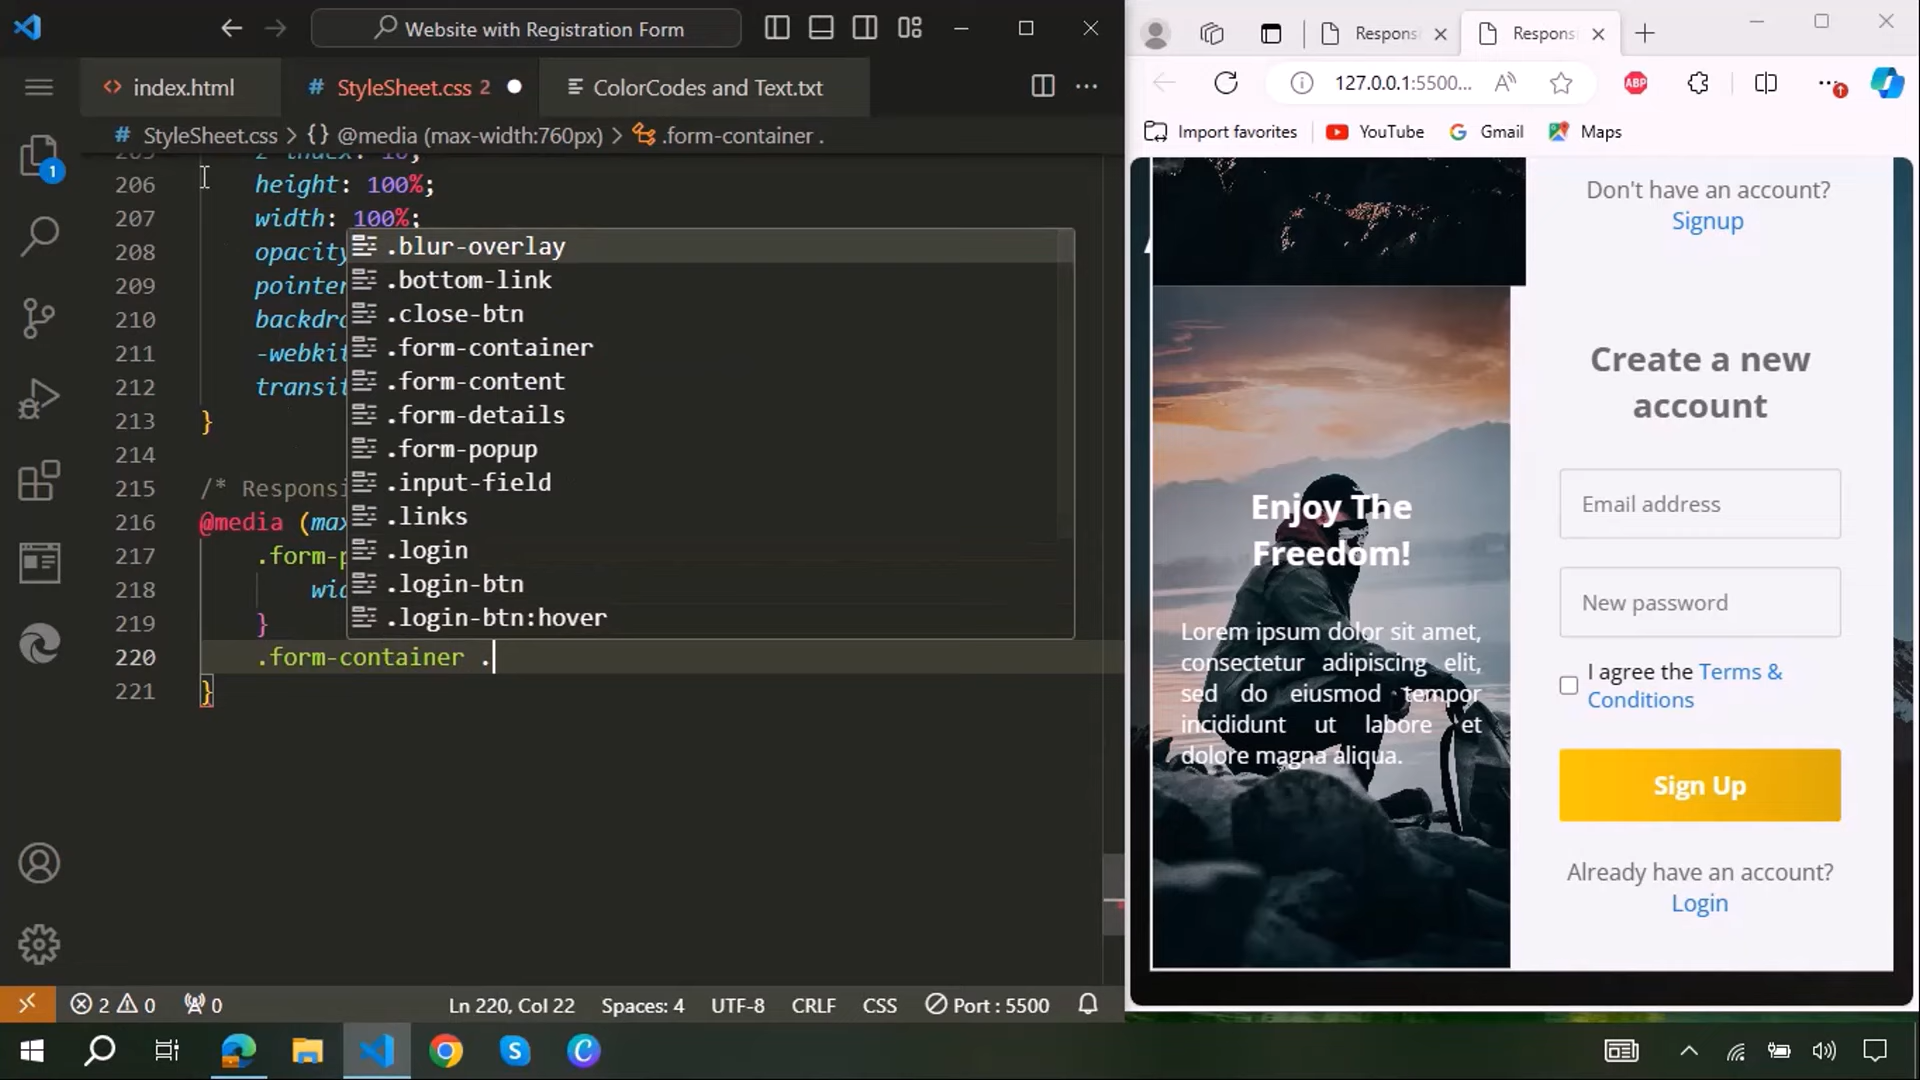 Website with Registration Form
index.html
# StyleSheet.css 2
ColorCodes and Text.txt
# StyleSheet.css > {} @media (max-width:760px) > .form-container .
206 height: 100%;
207 width: 100%;
208 opacity
209 pointer
210 backdro
211 -webkit
212 transit
213 }
214
215 /* Responsi
216 @media (max
217 .form-p
218 wid
219 }
220 .form-container .
221 }
.blur-overlay
.bottom-link
.close-btn
.form-container
.form-content
.form-details
.form-popup
.input-field
.links
.login
.login-btn
.login-btn:hover
1
2 0
0
Ln 220, Col 22
Spaces: 4
UTF-8
CRLF
CSS
Port : 5500
Respons
Respons
127.0.0.1:5500...
ABP
Import favorites
YouTube
Gmail
Maps
Don't have an account?
Signup
Create a new
account
Email address
New password
I agree the Terms &
Conditions
Sign Up
Already have an account?
Login
Enjoy The
Freedom!
Lorem ipsum dolor sit amet,
consectetur adipiscing elit,
sed do eiusmod tempor
incididunt ut labore et
dolore magna aliqua.